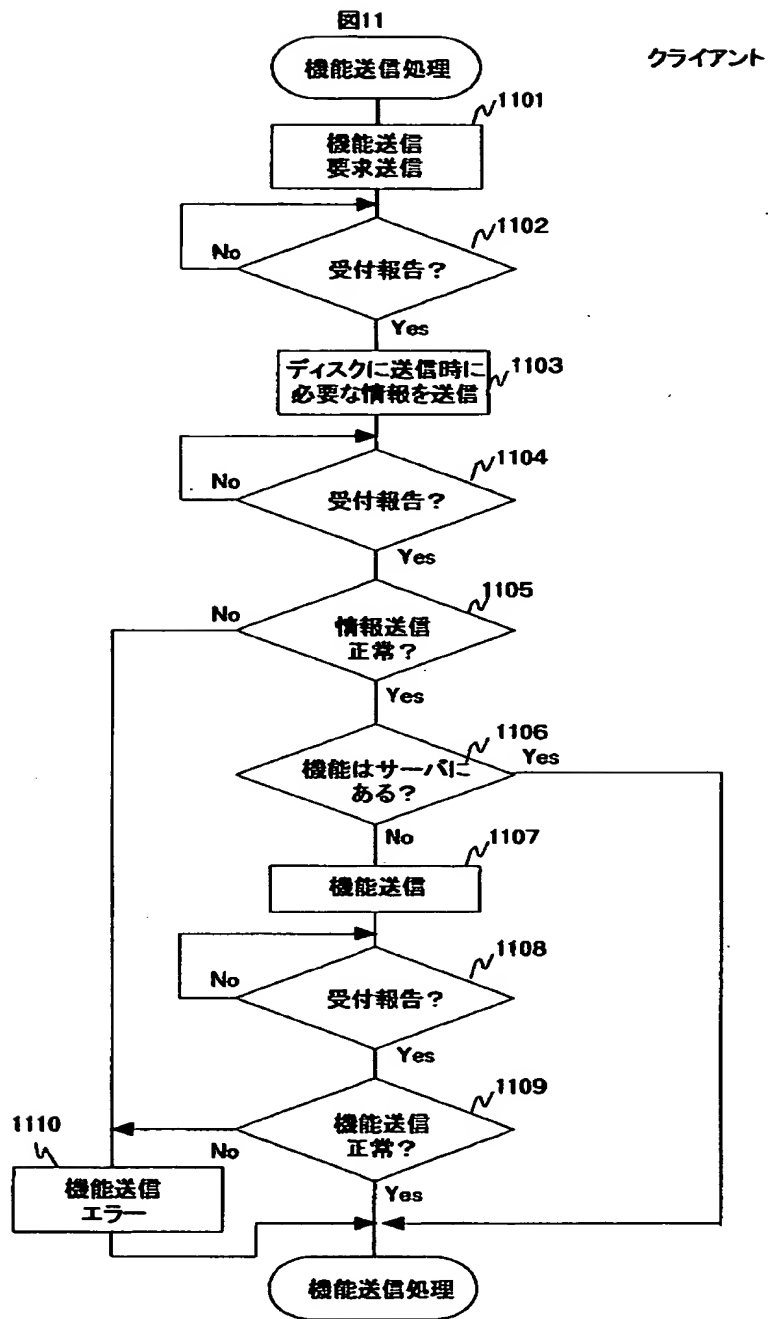 図11
クライアント
機能送信処理
1101
機能送信
要求送信
1102
No
受付報告?
Yes
ディスクに送信時に
必要な情報を送信
1103
1104
No
受付報告?
Yes
1105
No
情報送信
正常?
Yes
1106
機能はサーバに
ある?
Yes
No
1107
機能送信
1108
No
受付報告?
Yes
1109
1110
機能送信
正常?
No
機能送信
エラー
Yes
機能送信処理